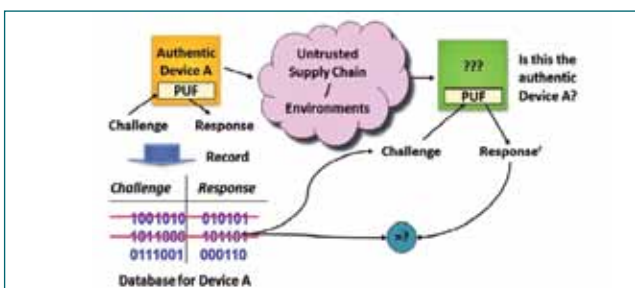 Authentic
Device A
PUF
Challenge
Response
Record
Untrusted
Supply Chain
/
Environments
???
PUF
Is this the
authentic
Device A?
Challenge
Response'
Challenge Response
1001010 010101
1011000 101101
0111001 000110
=?
Database for Device A